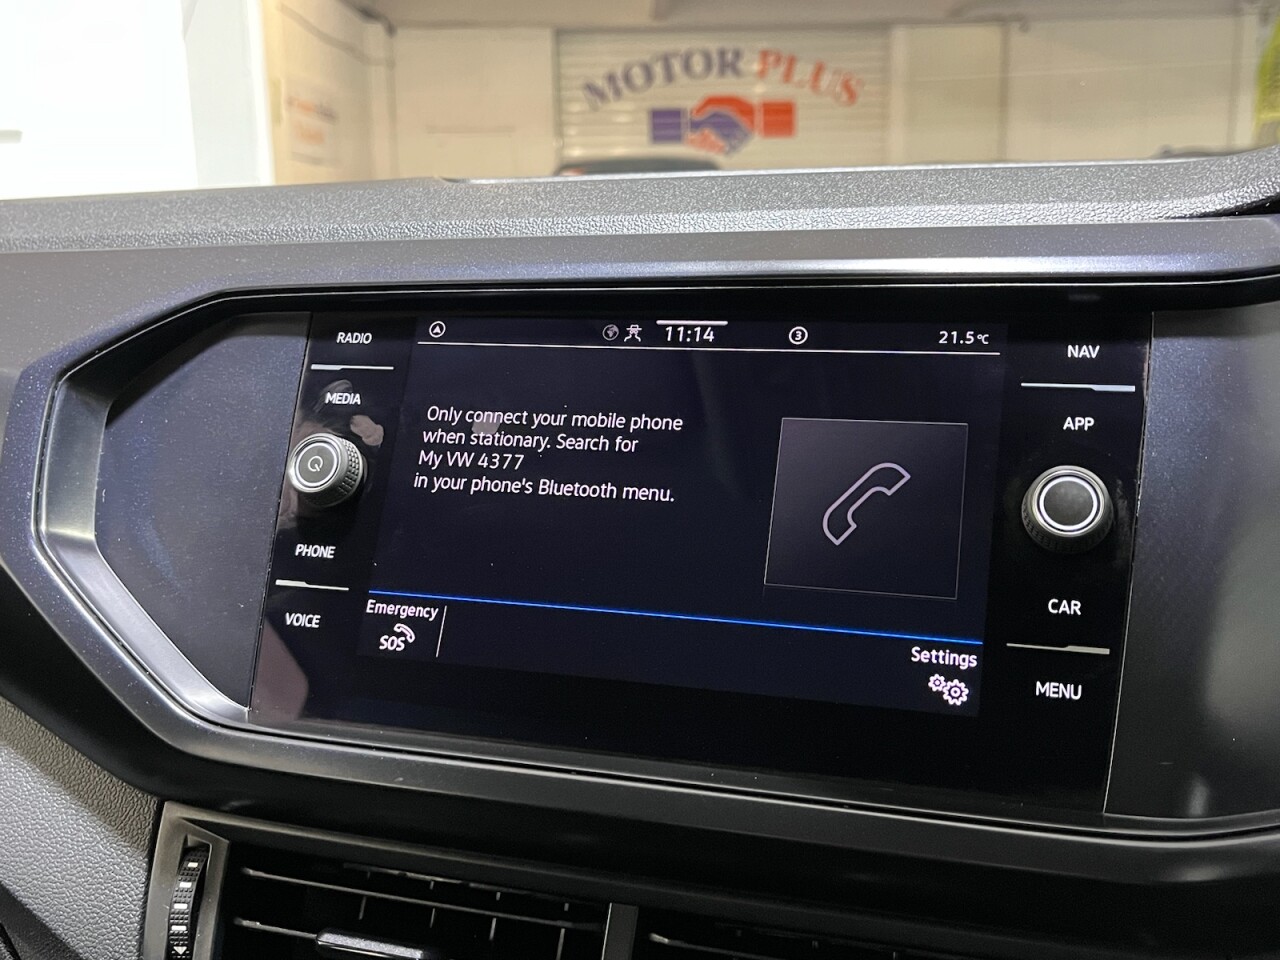 MOTOR PLUS
RADIO
MEDIA
PHONE
VOICE
11:14
3
21.5°C
Only connect your mobile phone
when stationary. Search for
My VW 4377
in your phone's Bluetooth menu.
Emergency
SOS
Settings
NAV
APP
CAR
MENU